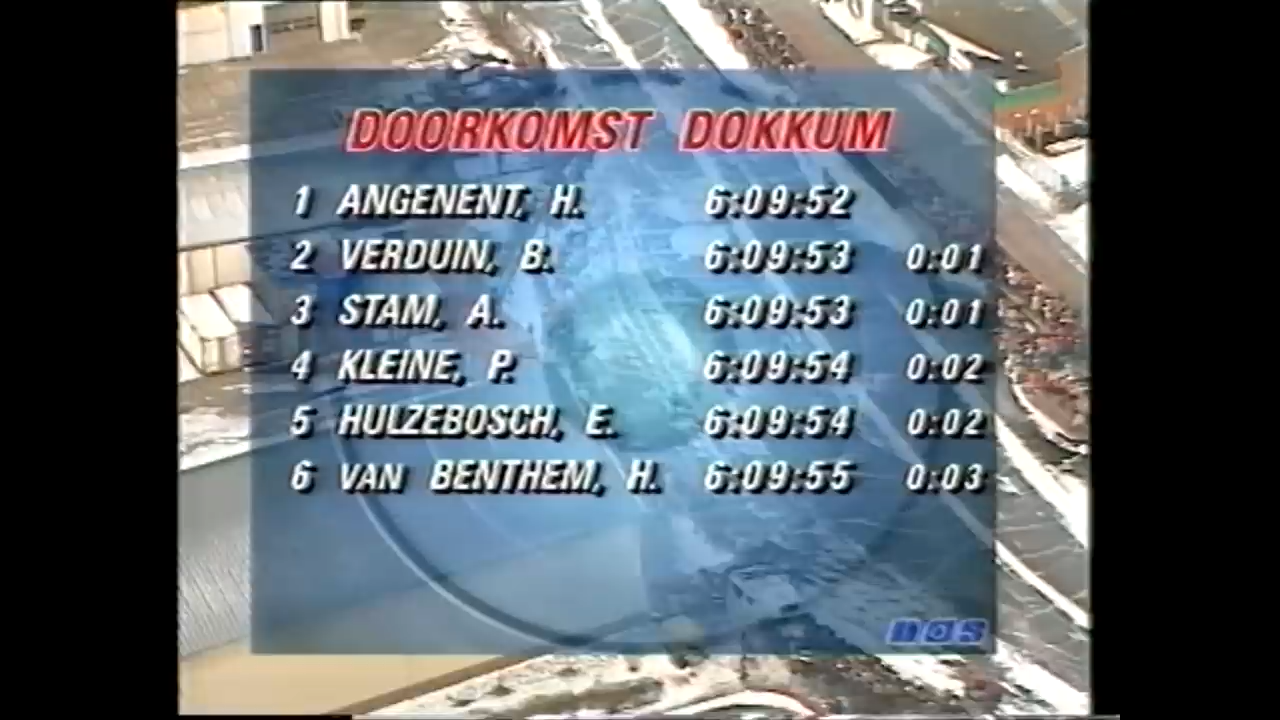 DOORKOMST DOKKUM
1 ANGENENT, H. 6:09:52
2 VERDUIN, B. 6:09:53 0:01
3 STAM, A. 6:09:53 0:01
4 KLEINE, P. 6:09:54 0:02
5 HULZEBOSCH, E. 6:09:54 0:02
6 VAN BENTHEM, H. 6:09:55 0:03
nos